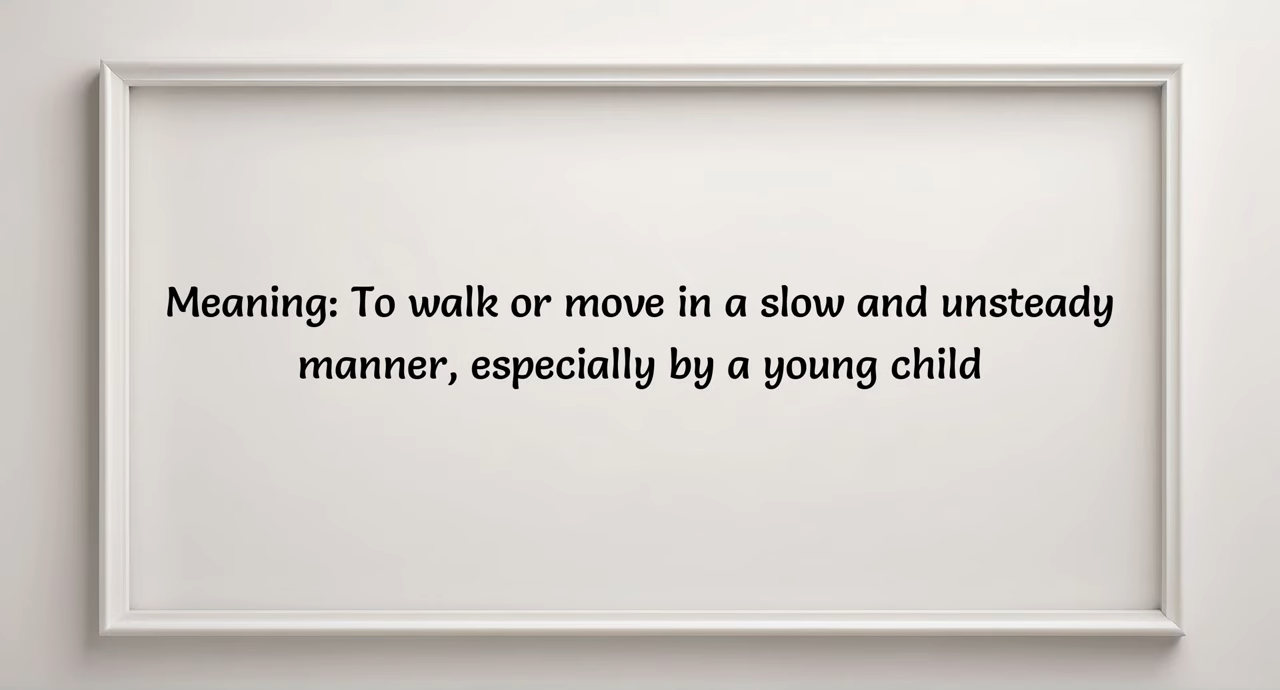 Meaning: To walk or move in a slow and unsteady
manner, especially by a young child